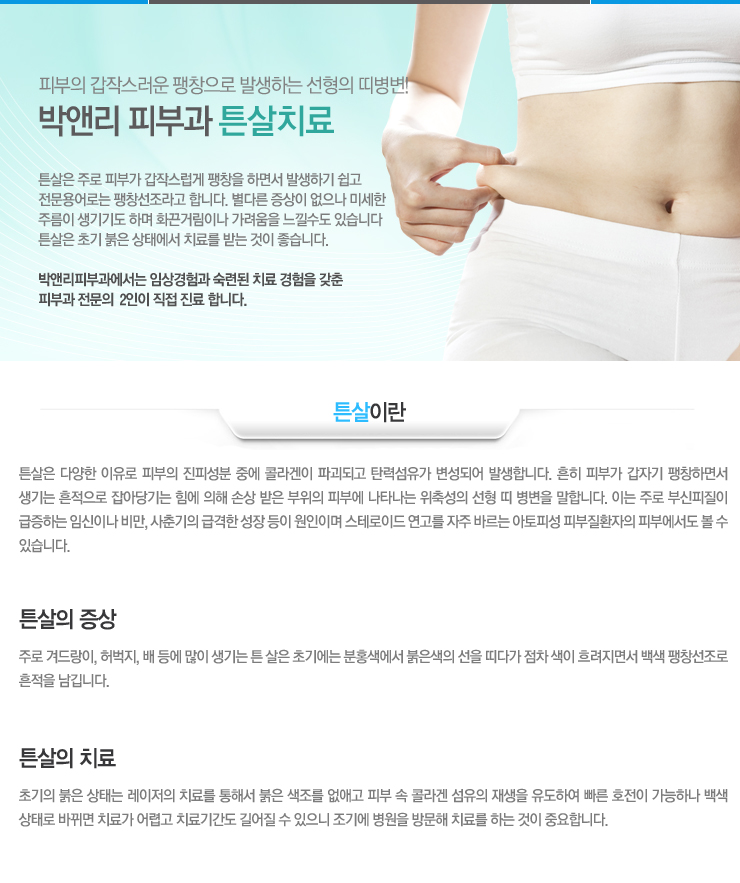 피부의 갑작스러운 팽창으로 발생하는 선형의 띠병변!
박앤리 피부과 튼살치료
튼살은 주로 피부가 갑작스럽게 팽창을 하면서 발생하기 쉽고
전문용어로는 팽창선조라고 합니다. 별다른 증상이 없으나 미세한
주름이 생기기도 하며 화끈거림이나 가려움을 느낄수도 있습니다
튼살은 초기 붉은 상태에서 치료를 받는 것이 좋습니다.
박앤리피부과에서는 임상경험과 숙련된 치료 경험을 갖춘
피부과 전문의 2인이 직접 진료 합니다.
튼살이란
튼살은 다양한 이유로 피부의 진피성분 중에 콜라겐이 파괴되고 탄력섬유가 변성되어 발생합니다. 흔히 피부가 갑자기 팽창하면서
생기는 흔적으로 잡아당기는 힘에 의해 손상 받은 부위의 피부에 나타나는 위축성의 선형 띠 병변을 말합니다. 이는 주로 부신피질이
급증하는 임신이나 비만, 사춘기의 급격한 성장 등이 원인이며 스테로이드 연고를 자주 바르는 아토피성 피부질환자의 피부에서도 볼 수
있습니다.
튼살의 증상
주로 겨드랑이, 허벅지, 배 등에 많이 생기는 튼 살은 초기에는 분홍색에서 붉은색의 선을 띠다가 점차 색이 흐려지면서 백색 팽창선조로
흔적을 남깁니다.
튼살의 치료
초기의 붉은 상태는 레이저의 치료를 통해서 붉은 색조를 없애고 피부 속 콜라겐 섬유의 재생을 유도하여 빠른 호전이 가능하나 백색
상태로 바뀌면 치료가 어렵고 치료기간도 길어질 수 있으니 조기에 병원을 방문해 치료를 하는 것이 중요합니다.